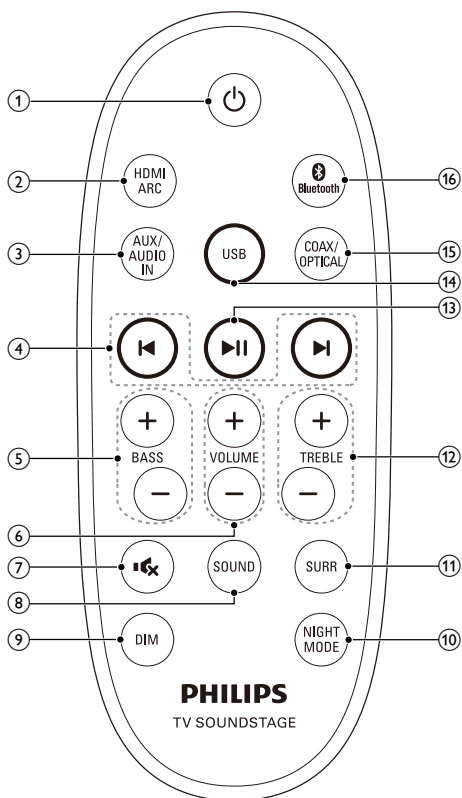 1
2
HDMI
ARC
Bluetooth
16
3
AUX/
AUDIO
IN
USB
COAX/
OPTICAL
15
14
13
4
+
+
+
5
BASS
VOLUME
TREBLE
12
−
−
−
6
7
SOUND
SURR
11
8
9
DIM
NIGHT
MODE
10
PHILIPS
TV SOUNDSTAGE